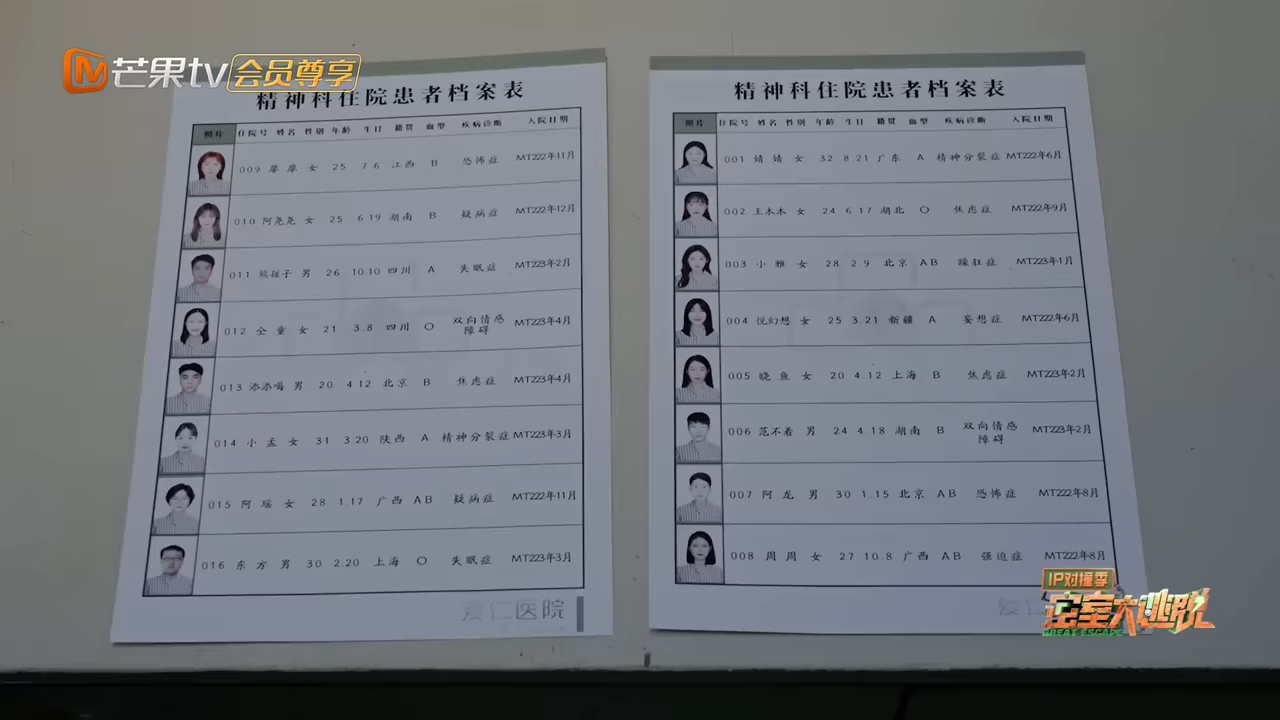 芒果tv会员尊享
精神科住院患者档案表
照片 住院号 姓名 性别 年龄 生日 籍贯 血型 疾病诊断 入院日期
009 廖廖 女 25 7 6 江西 B 恐怖症 MT222年11月
010 阿尧尧 女 25 6 19 湖南 B 疑病症 MT222年12月
011 熊孩子 男 26 10 10 四川 A 失眠症 MT223年2月
012 全童 女 21 3.8 四川 O 双向情感障碍 MT223年4月
013 添添喝 男 20 4 12 北京 B 焦虑症 MT223年4月
014 小孟 女 31 3.20 陕西 A 精神分裂症 MT223年3月
015 阿瑶 女 28 1.17 广西 AB 疑病症 MT222年11月
016 东方 男 30 2.20 上海 O 失眠症 MT223年3月
爱仁医院
精神科住院患者档案表
照片 住院号 姓名 性别 年龄 生日 籍贯 血型 疾病诊断 入院日期
001 婧婧 女 32 8.21 广东 A 精神分裂症 MT222年6月
002 王木木 女 24 6.17 湖北 O 焦虑症 MT222年9月
003 小雅 女 28 2.9 北京 AB 躁狂症 MT223年1月
004 悦幻想 女 25 3.21 新疆 A 妄想症 MT222年6月
005 晓鱼 女 20 4.12 上海 B 焦虑症 MT223年2月
006 范不着 男 24 4.18 湖南 B 双向情感障碍 MT223年2月
007 阿龙 男 30 1.15 北京 AB 恐怖症 MT222年8月
008 周周 女 27 10.8 广西 AB 强迫症 MT222年8月
爱仁
IP对撞季
密室大逃脱
GREAT ESCAPE